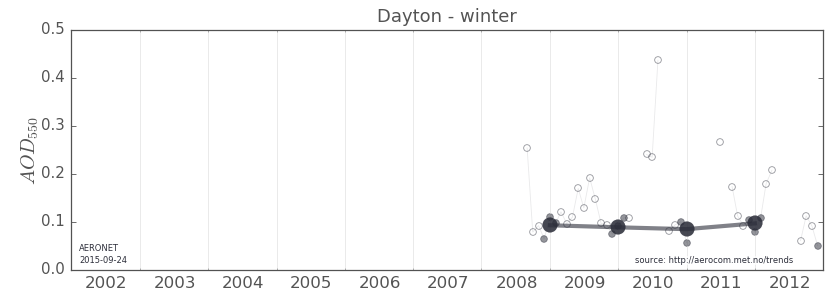 Dayton - winter
0.5
0.4
0.3
0.2
0.1
0.0
AOD550
AERONET
2015-09-24
source: http://aerocom.met.no/trends
2002 2003 2004 2005 2006 2007 2008 2009 2010 2011 2012